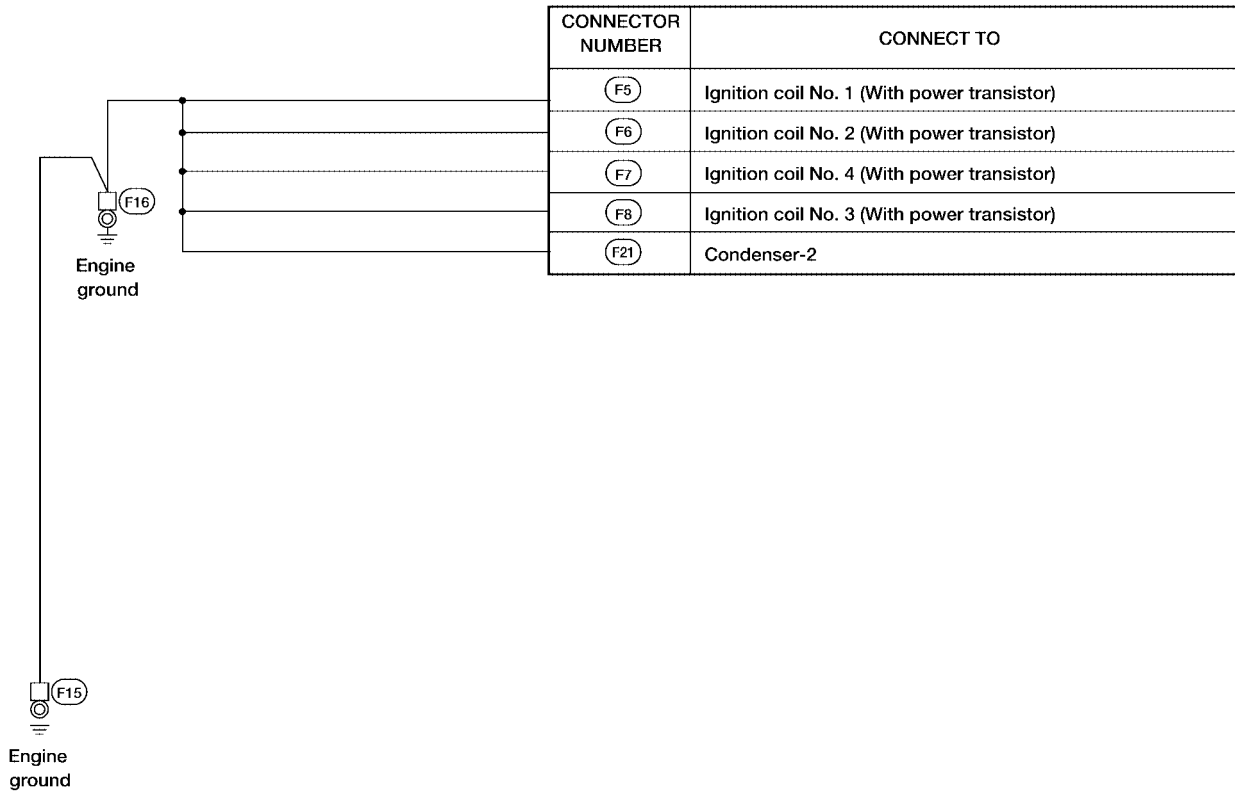 CONNECTOR
NUMBER
CONNECT TO
F5 Ignition coil No. 1 (With power transistor)
F6 Ignition coil No. 2 (With power transistor)
F7 Ignition coil No. 4 (With power transistor)
F8 Ignition coil No. 3 (With power transistor)
F21 Condenser-2
F16
Engine
ground
F15
Engine
ground